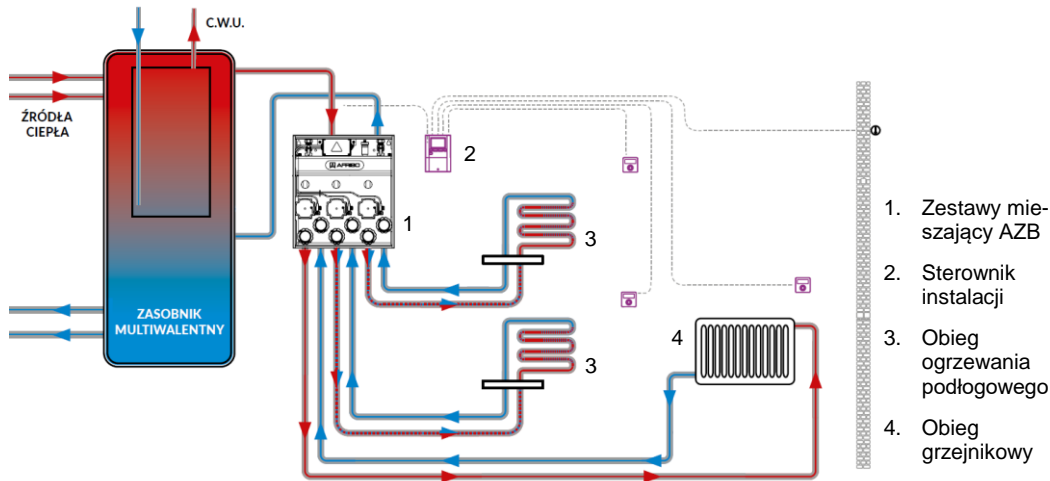 C.W.U.
ŹRÓDŁA
CIEPŁA
AFRISO
2
1
3
3
4
ZASOBNIK
MULTIWALENTNY
1. Zestawy mie-
szający AZB
2. Sterownik
instalacji
3. Obieg
ogrzewania
podłogowego
4. Obieg
grzejnikowy